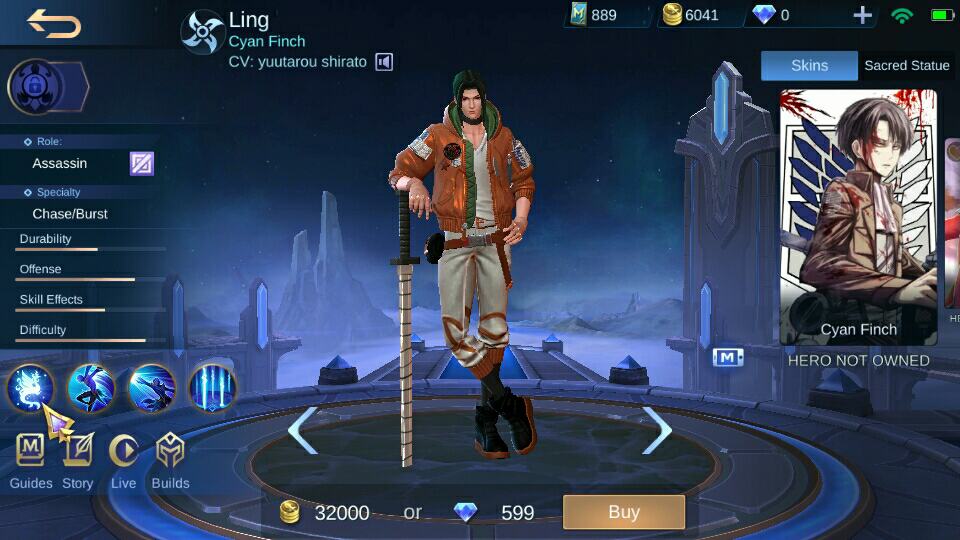 Ling
Cyan Finch
CV: yuutarou shirato
889
6041
0
Skins
Sacred Statue
Role:
Assassin
Specialty
Chase/Burst
Durability
Offense
Skill Effects
Difficulty
Cyan Finch
HERO NOT OWNED
M
Guides
Story
Live
Builds
32000
or
599
Buy